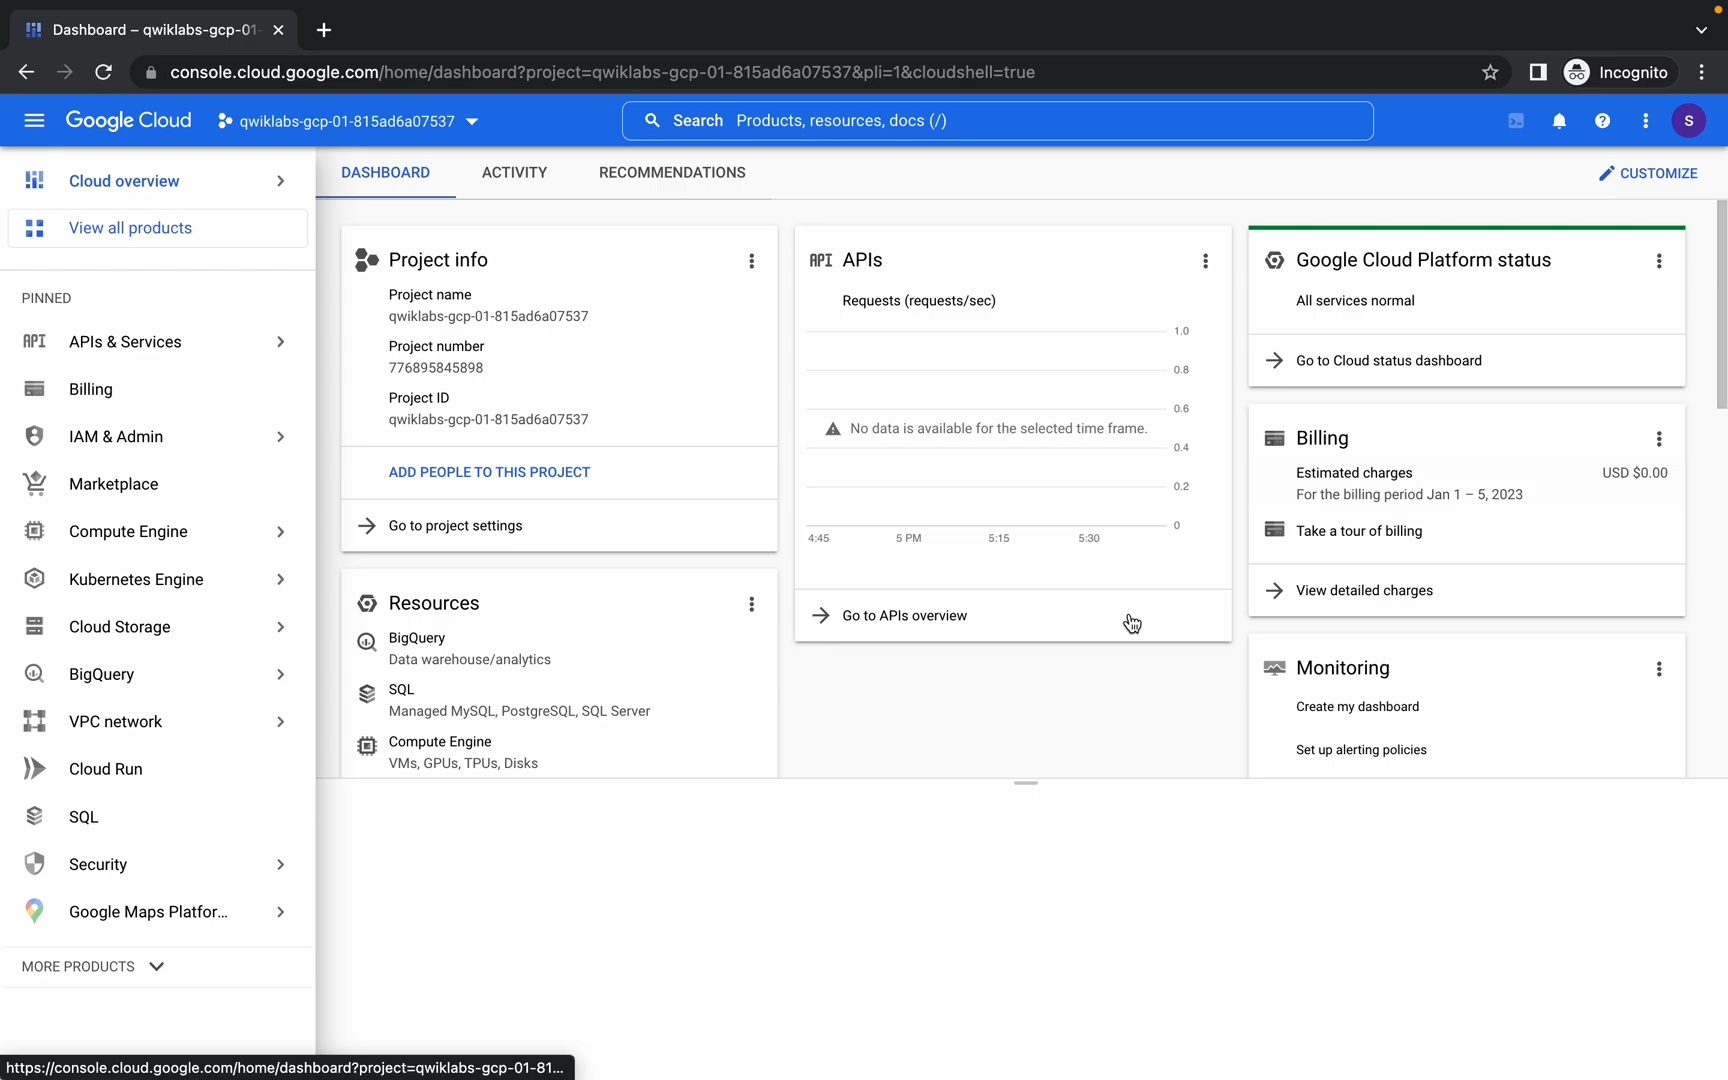 Dashboard – qwiklabs-gcp-01-
console.cloud.google.com/home/dashboard?project=qwiklabs-gcp-01-815ad6a07537&pli=1&cloudshell=true
Incognito
Google Cloud
qwiklabs-gcp-01-815ad6a07537
Search Products, resources, docs (/)
S
Cloud overview
View all products
PINNED
API APIs & Services
Billing
IAM & Admin
Marketplace
Compute Engine
Kubernetes Engine
Cloud Storage
BigQuery
VPC network
Cloud Run
SQL
Security
Google Maps Platfor...
MORE PRODUCTS
DASHBOARD
ACTIVITY
RECOMMENDATIONS
CUSTOMIZE
Project info
Project name
qwiklabs-gcp-01-815ad6a07537
Project number
776895845898
Project ID
qwiklabs-gcp-01-815ad6a07537
ADD PEOPLE TO THIS PROJECT
Go to project settings
Resources
BigQuery
Data warehouse/analytics
SQL
Managed MySQL, PostgreSQL, SQL Server
Compute Engine
VMs, GPUs, TPUs, Disks
API APIs
Requests (requests/sec)
1.0
0.8
0.6
No data is available for the selected time frame.
0.4
0.2
0
4:45 5 PM 5:15 5:30
Go to APIs overview
Google Cloud Platform status
All services normal
Go to Cloud status dashboard
Billing
Estimated charges USD $0.00
For the billing period Jan 1 – 5, 2023
Take a tour of billing
View detailed charges
Monitoring
Create my dashboard
Set up alerting policies
https://console.cloud.google.com/home/dashboard?project=qwiklabs-gcp-01-81...